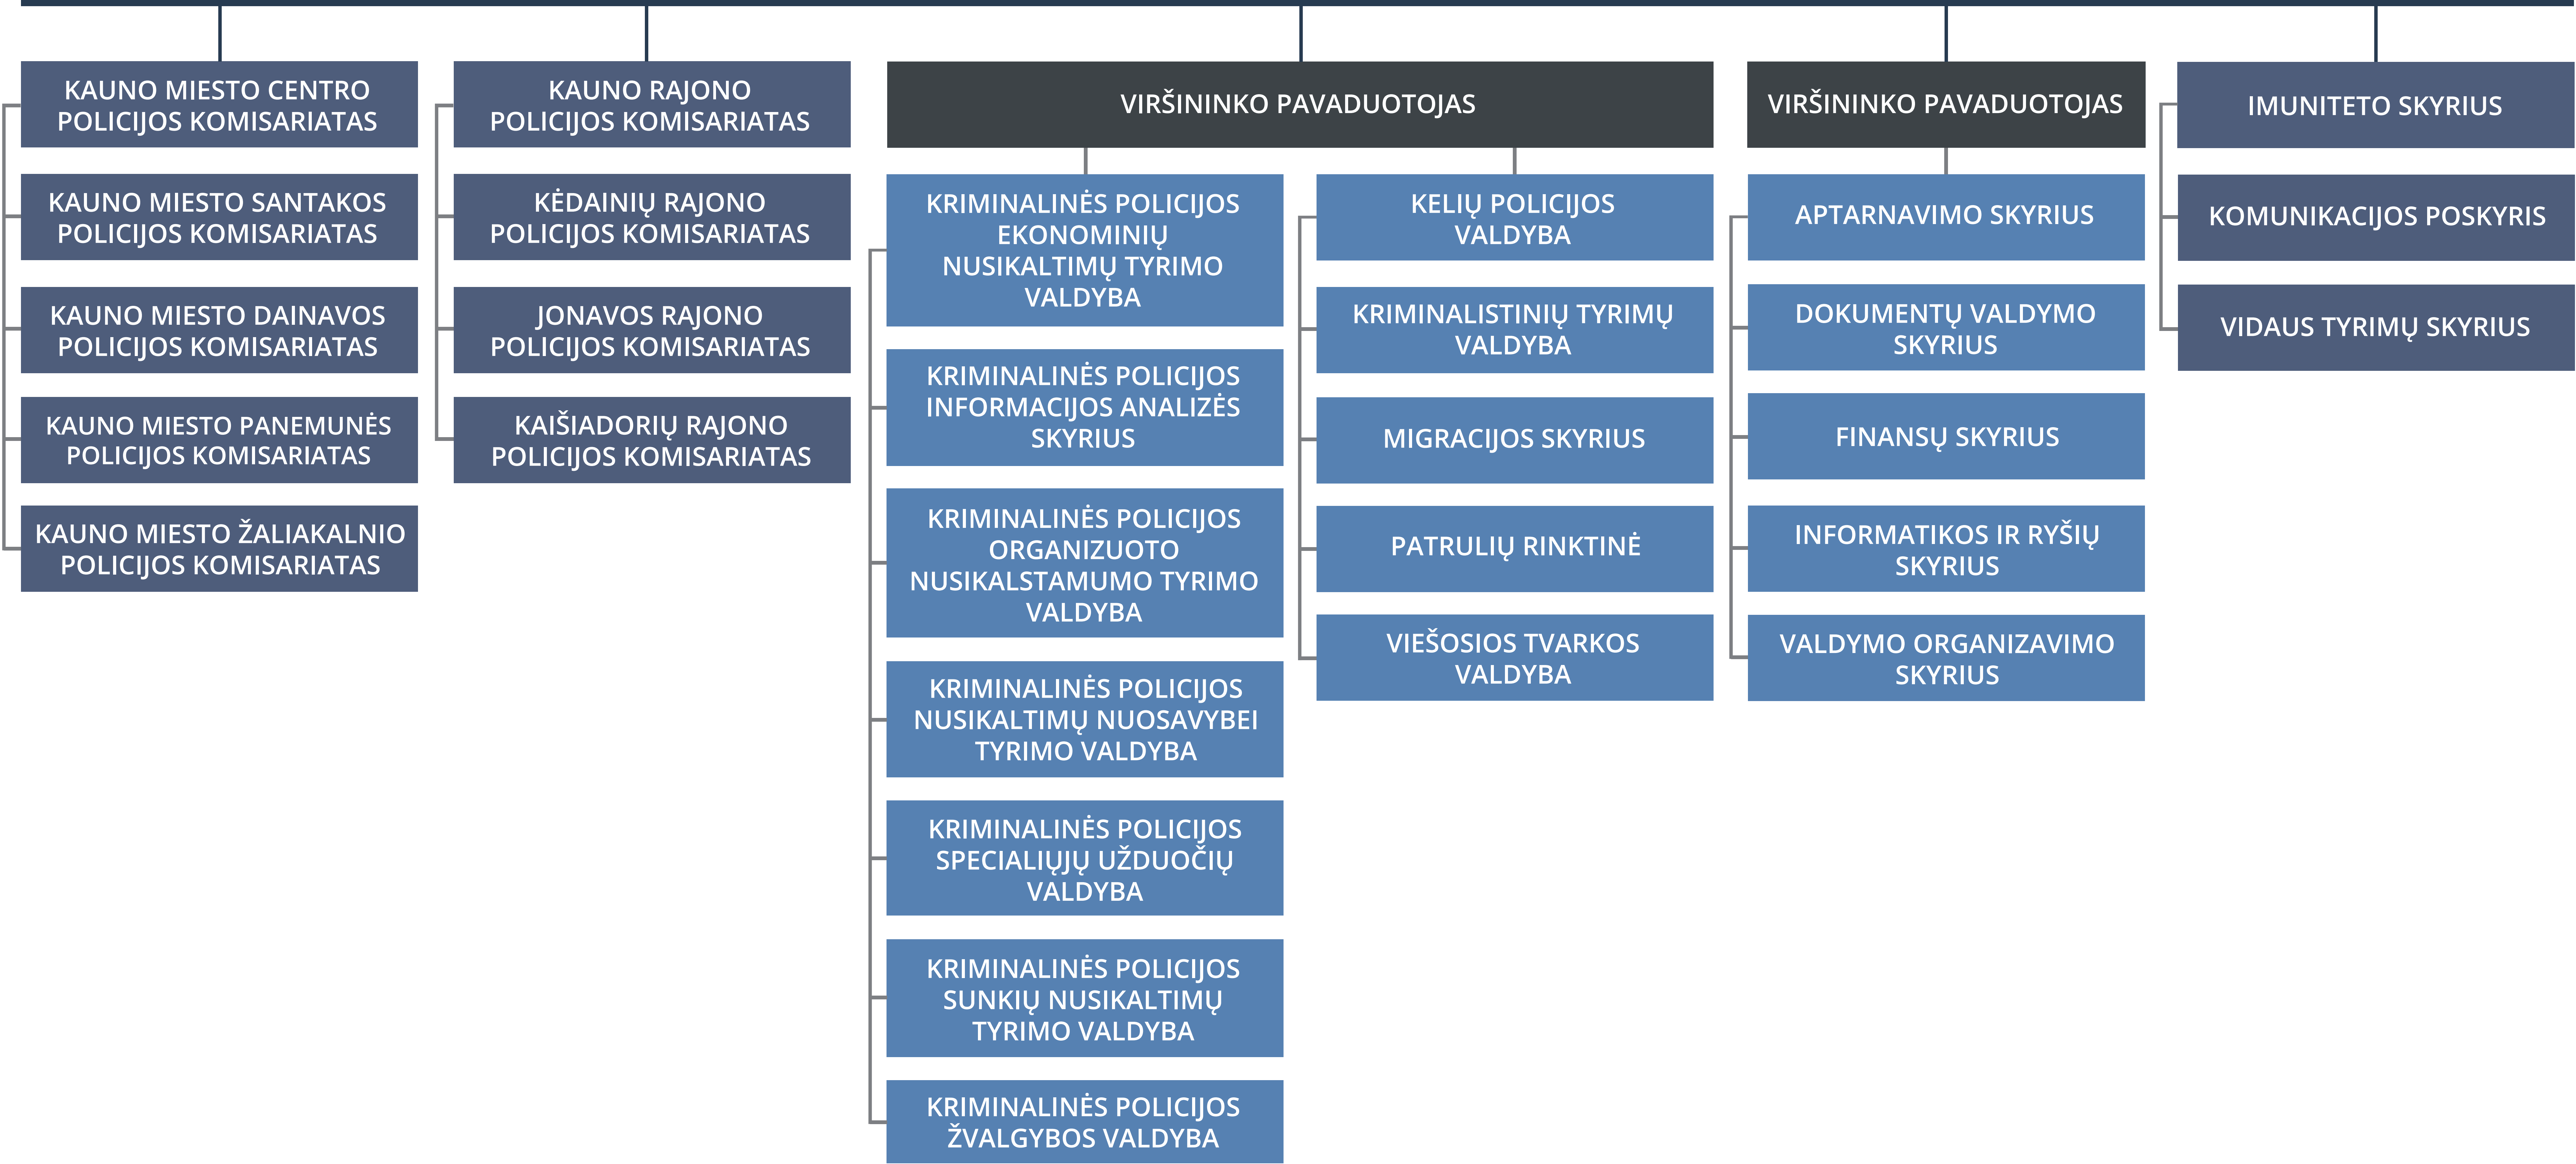 KAUNO MIESTO CENTRO
POLICIJOS KOMISARIATAS
KAUNO MIESTO SANTAKOS
POLICIJOS KOMISARIATAS
KAUNO MIESTO DAINAVOS
POLICIJOS KOMISARIATAS
KAUNO MIESTO PANEMUNĖS
POLICIJOS KOMISARIATAS
KAUNO MIESTO ŽALIAKALNIO
POLICIJOS KOMISARIATAS
KAUNO RAJONO
POLICIJOS KOMISARIATAS
KĖDAINIŲ RAJONO
POLICIJOS KOMISARIATAS
JONAVOS RAJONO
POLICIJOS KOMISARIATAS
KAIŠIADORIŲ RAJONO
POLICIJOS KOMISARIATAS
VIRŠININKO PAVADUOTOJAS
KRIMINALINĖS POLICIJOS
EKONOMINIŲ
NUSIKALTIMŲ TYRIMO
VALDYBA
KRIMINALINĖS POLICIJOS
INFORMACIJOS ANALIZĖS
SKYRIUS
KRIMINALINĖS POLICIJOS
ORGANIZUOTO
NUSIKALSTAMUMO TYRIMO
VALDYBA
KRIMINALINĖS POLICIJOS
NUSIKALTIMŲ NUOSAVYBEI
TYRIMO VALDYBA
KRIMINALINĖS POLICIJOS
SPECIALIŲJŲ UŽDUOČIŲ
VALDYBA
KRIMINALINĖS POLICIJOS
SUNKIŲ NUSIKALTIMŲ
TYRIMO VALDYBA
KRIMINALINĖS POLICIJOS
ŽVALGYBOS VALDYBA
KELIŲ POLICIJOS
VALDYBA
KRIMINALISTINIŲ TYRIMŲ
VALDYBA
MIGRACIJOS SKYRIUS
PATRULIŲ RINKTINĖ
VIEŠOSIOS TVARKOS
VALDYBA
VIRŠININKO PAVADUOTOJAS
APTARNAVIMO SKYRIUS
DOKUMENTŲ VALDYMO
SKYRIUS
FINANSŲ SKYRIUS
INFORMATIKOS IR RYŠIŲ
SKYRIUS
VALDYMO ORGANIZAVIMO
SKYRIUS
IMUNITETO SKYRIUS
KOMUNIKACIJOS POSKYRIS
VIDAUS TYRIMŲ SKYRIUS